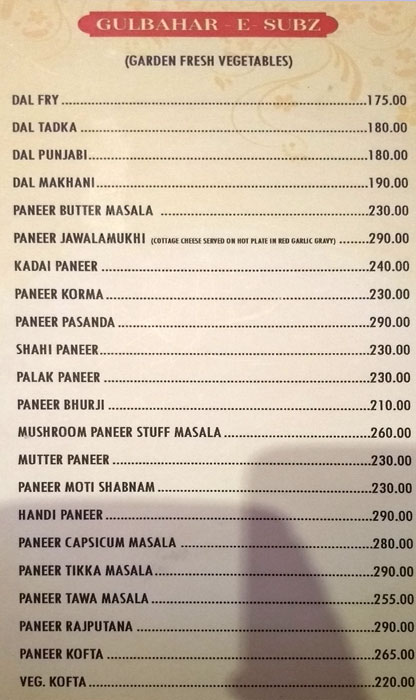 GULBAHAR - E - SUBZ
(GARDEN FRESH VEGETABLES)
DAL FRY 175.00
DAL TADKA 180.00
DAL PUNJABI 180.00
DAL MAKHANI 190.00
PANEER BUTTER MASALA 230.00
PANEER JAWALAMUKHI (COTTAGE CHEESE SERVED ON HOT PLATE IN RED GARLIC GRAVY) 290.00
KADAI PANEER 240.00
PANEER KORMA 230.00
PANEER PASANDA 290.00
SHAHI PANEER 230.00
PALAK PANEER 230.00
PANEER BHURJI 210.00
MUSHROOM PANEER STUFF MASALA 260.00
MUTTER PANEER 230.00
PANEER MOTI SHABNAM 230.00
HANDI PANEER 290.00
PANEER CAPSICUM MASALA 280.00
PANEER TIKKA MASALA 290.00
PANEER TAWA MASALA 255.00
PANEER RAJPUTANA 290.00
PANEER KOFTA 265.00
VEG. KOFTA 220.00